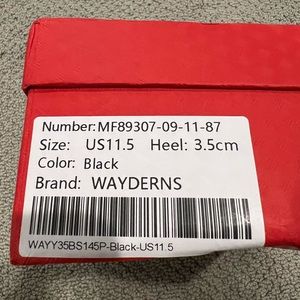 Number:MF89307-09-11-87
Size: US11.5 Heel: 3.5cm
Color: Black
Brand: WAYDERNS
WAYY35BS145P-Black-US11.5